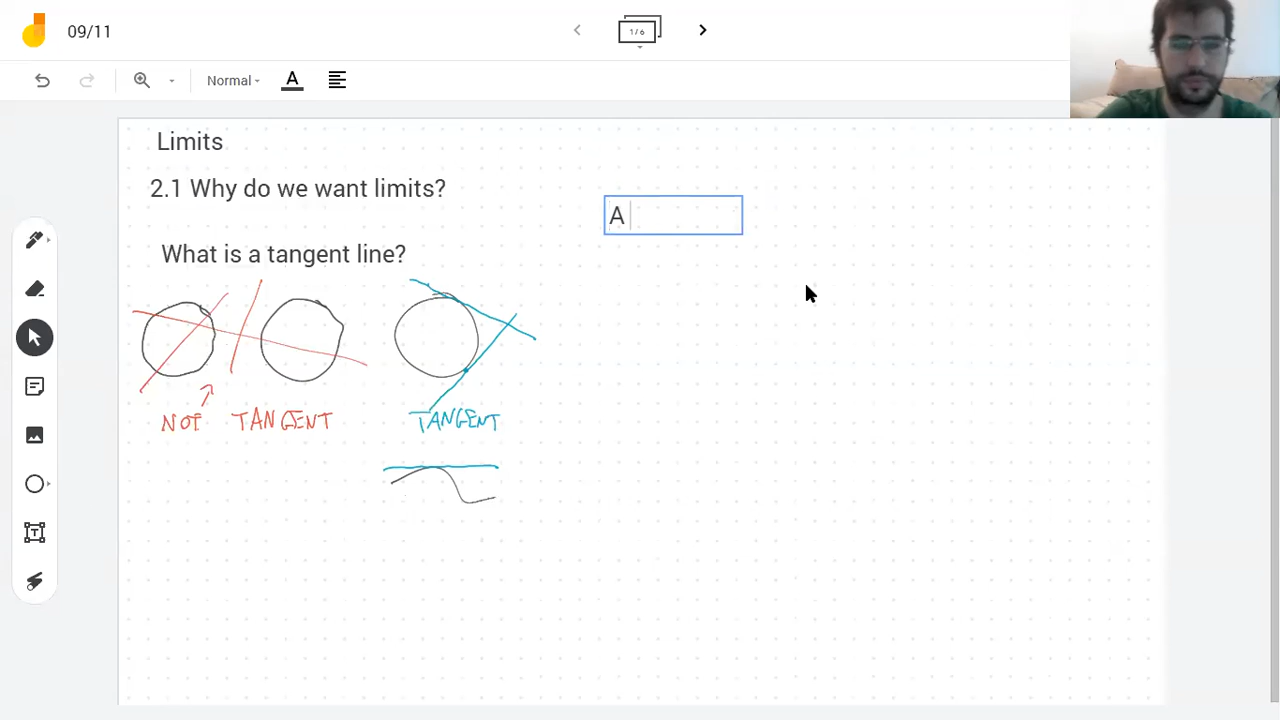 09/11
1/6
Normal
A
Limits
2.1 Why do we want limits?
A
What is a tangent line?
NOT TANGENT
TANGENT
T